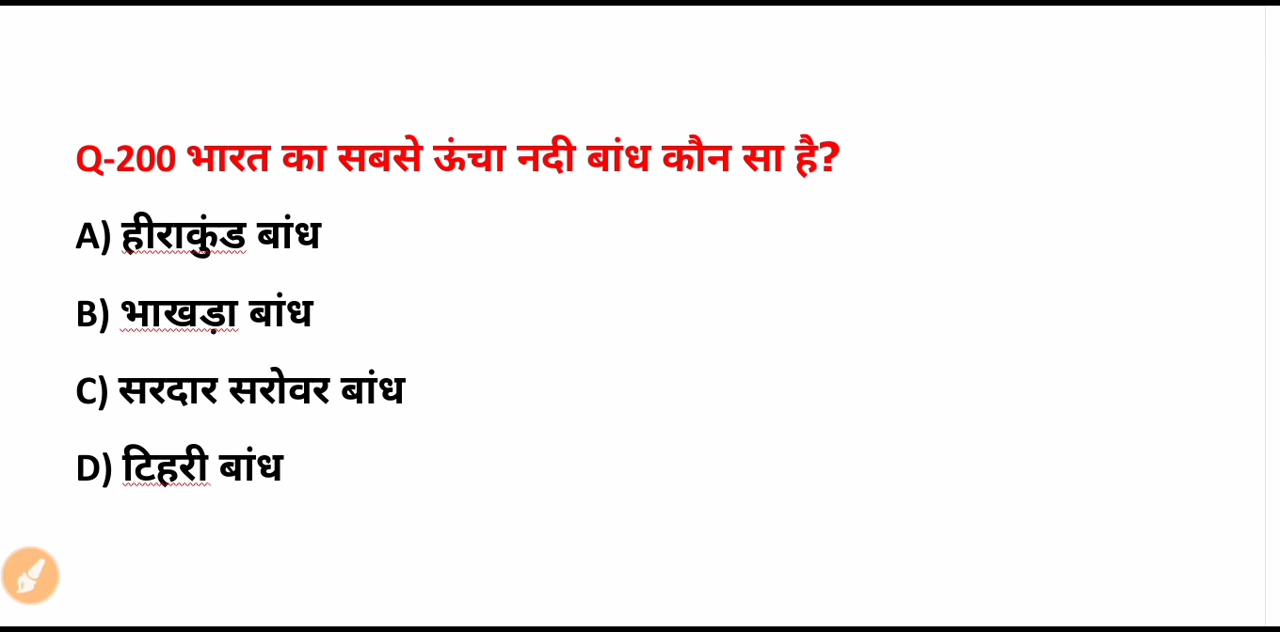 Q-200 भारत का सबसे ऊंचा नदी बांध कौन सा है?
A) हीराकुंड बांध
B) भाखड़ा बांध
C) सरदार सरोवर बांध
D) टिहरी बांध